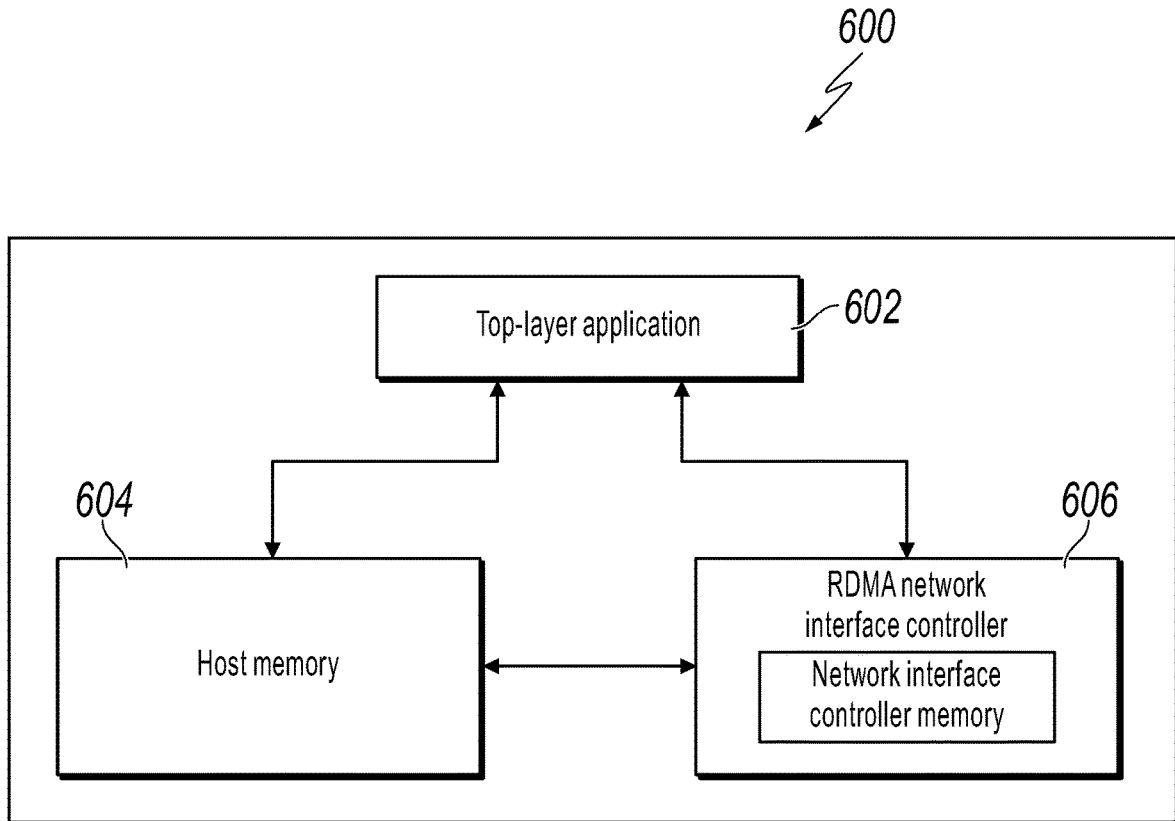 600
Top-layer application
602
604
606
Host memory
RDMA network
interface controller
Network interface
controller memory